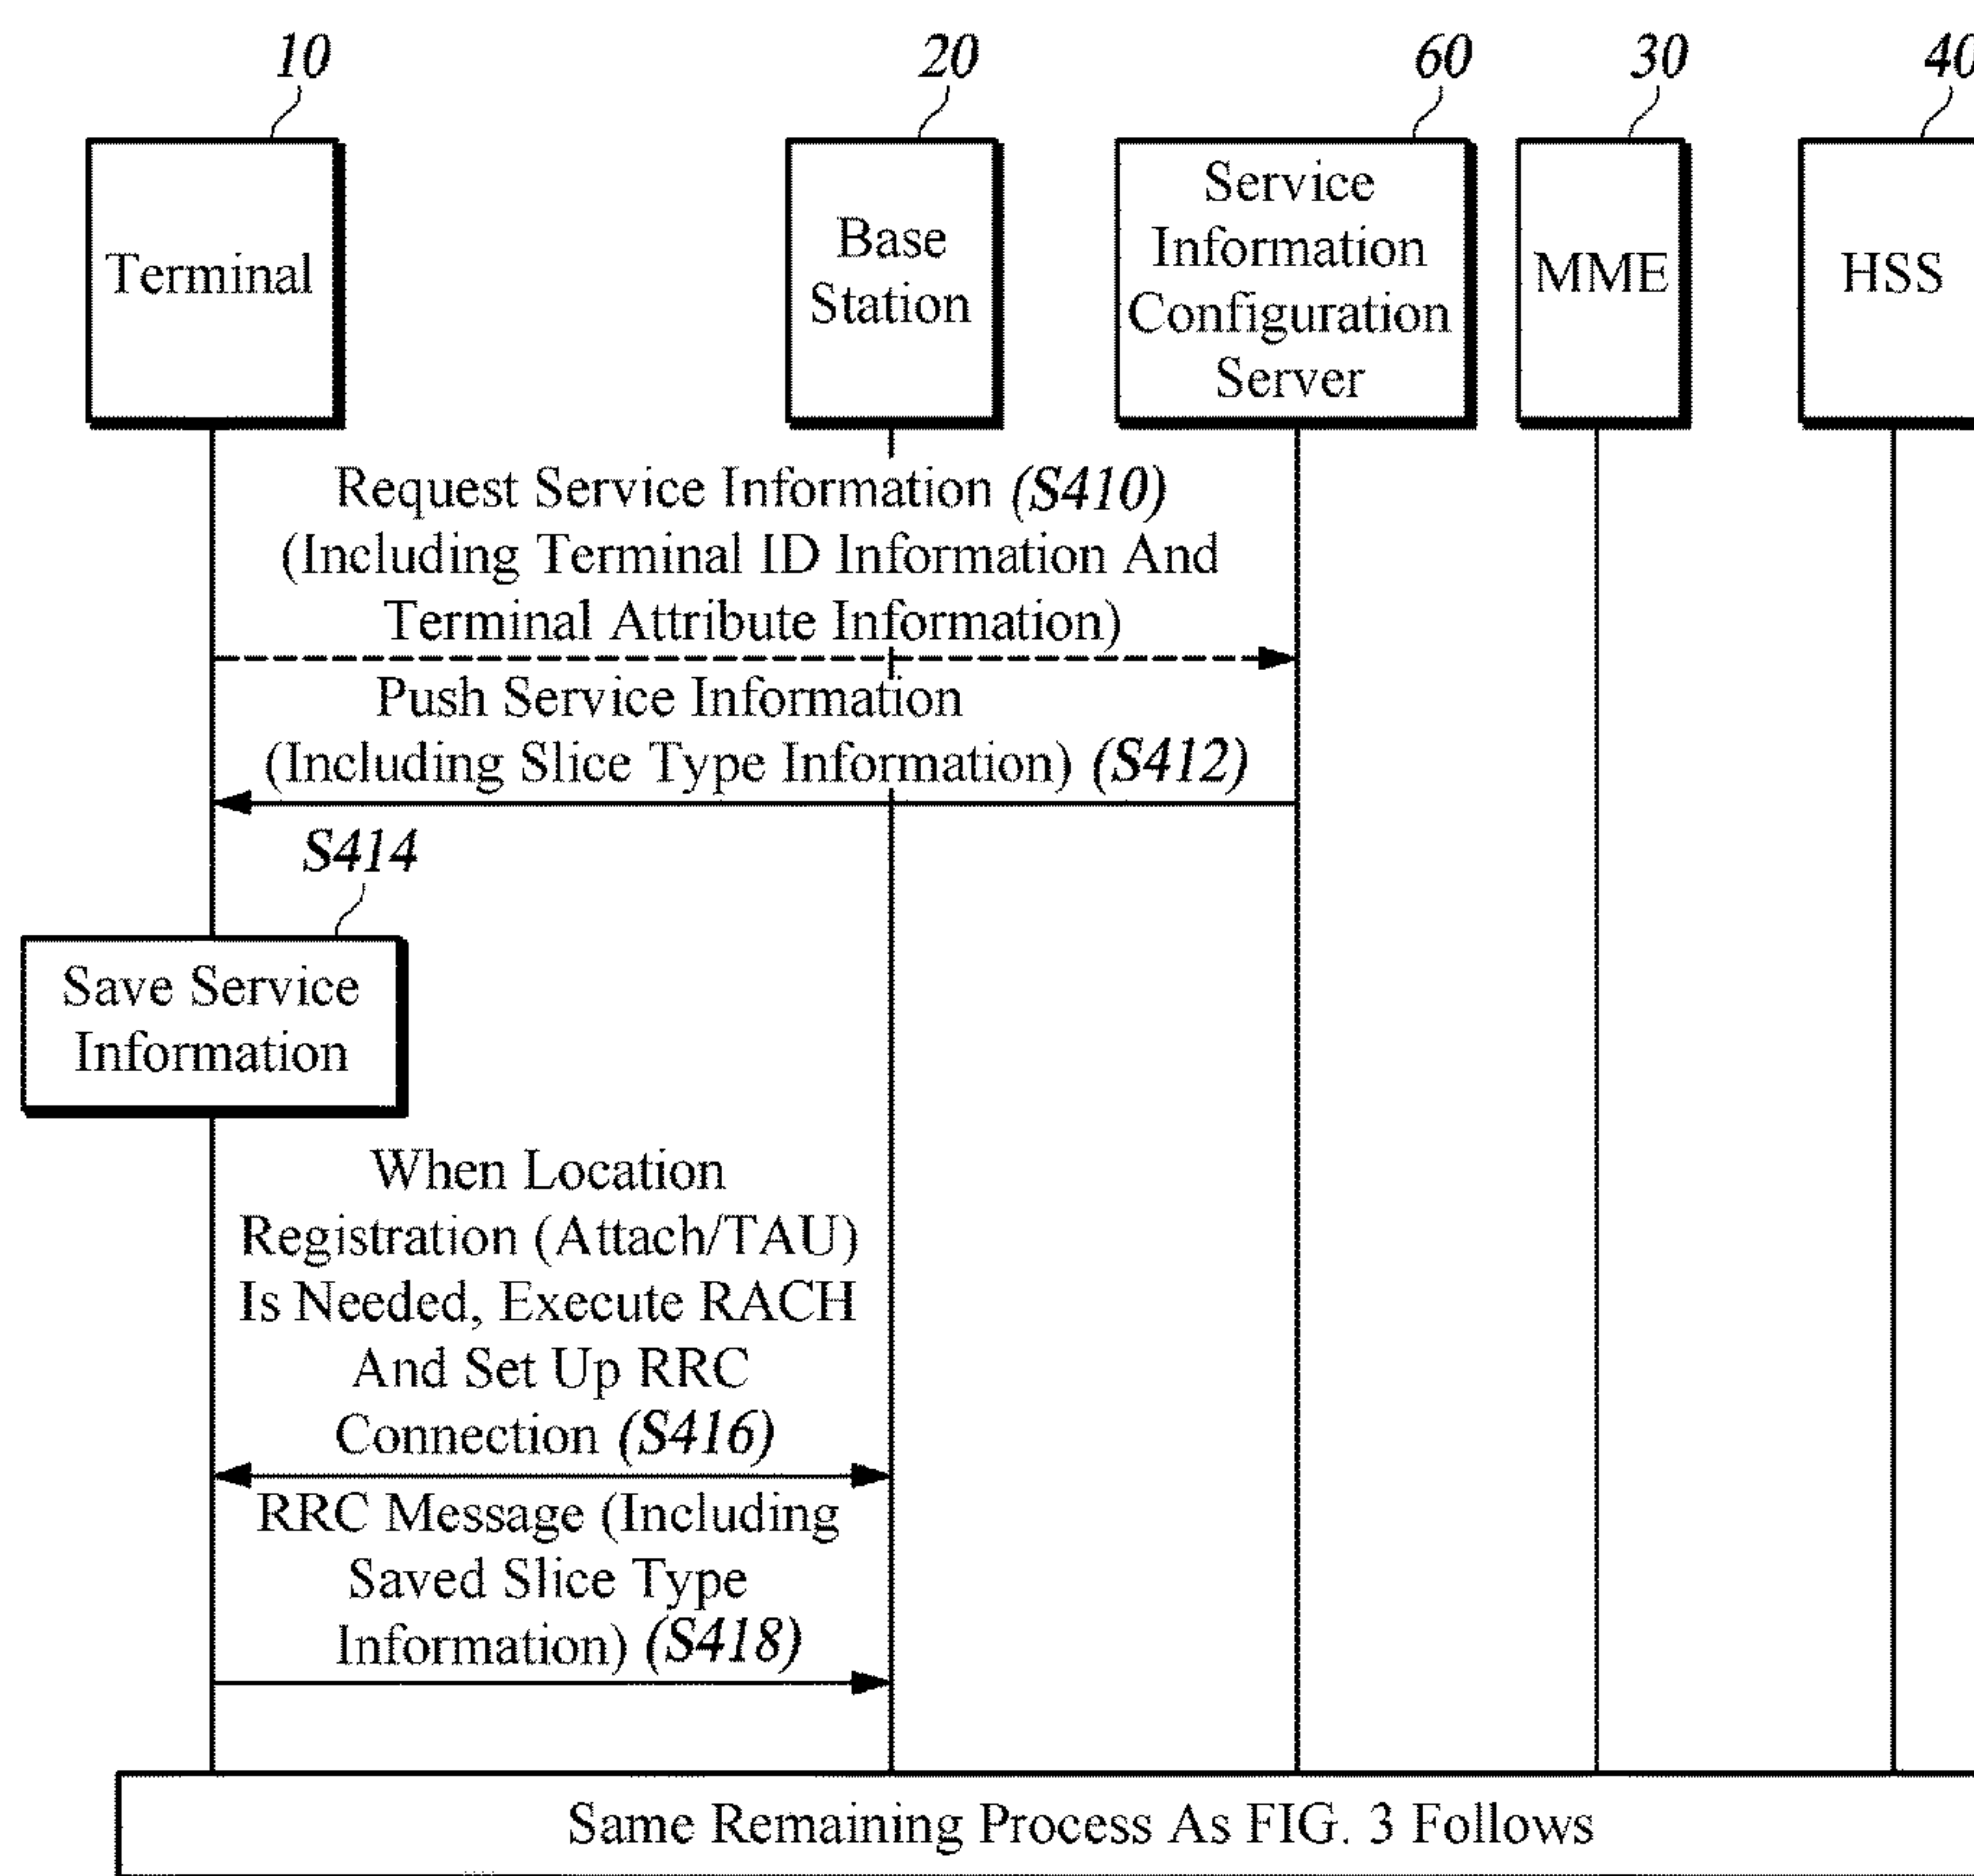 10
20
60
30
40
Terminal
Base
Station
Service
Information
Configuration
Server
MME
HSS
Request Service Information (S410)
(Including Terminal ID Information And
Terminal Attribute Information)
Push Service Information
(Including Slice Type Information) (S412)
S414
Save Service
Information
When Location
Registration (Attach/TAU)
Is Needed, Execute RACH
And Set Up RRC
Connection (S416)
RRC Message (Including
Saved Slice Type
Information) (S418)
Same Remaining Process As FIG. 3 Follows